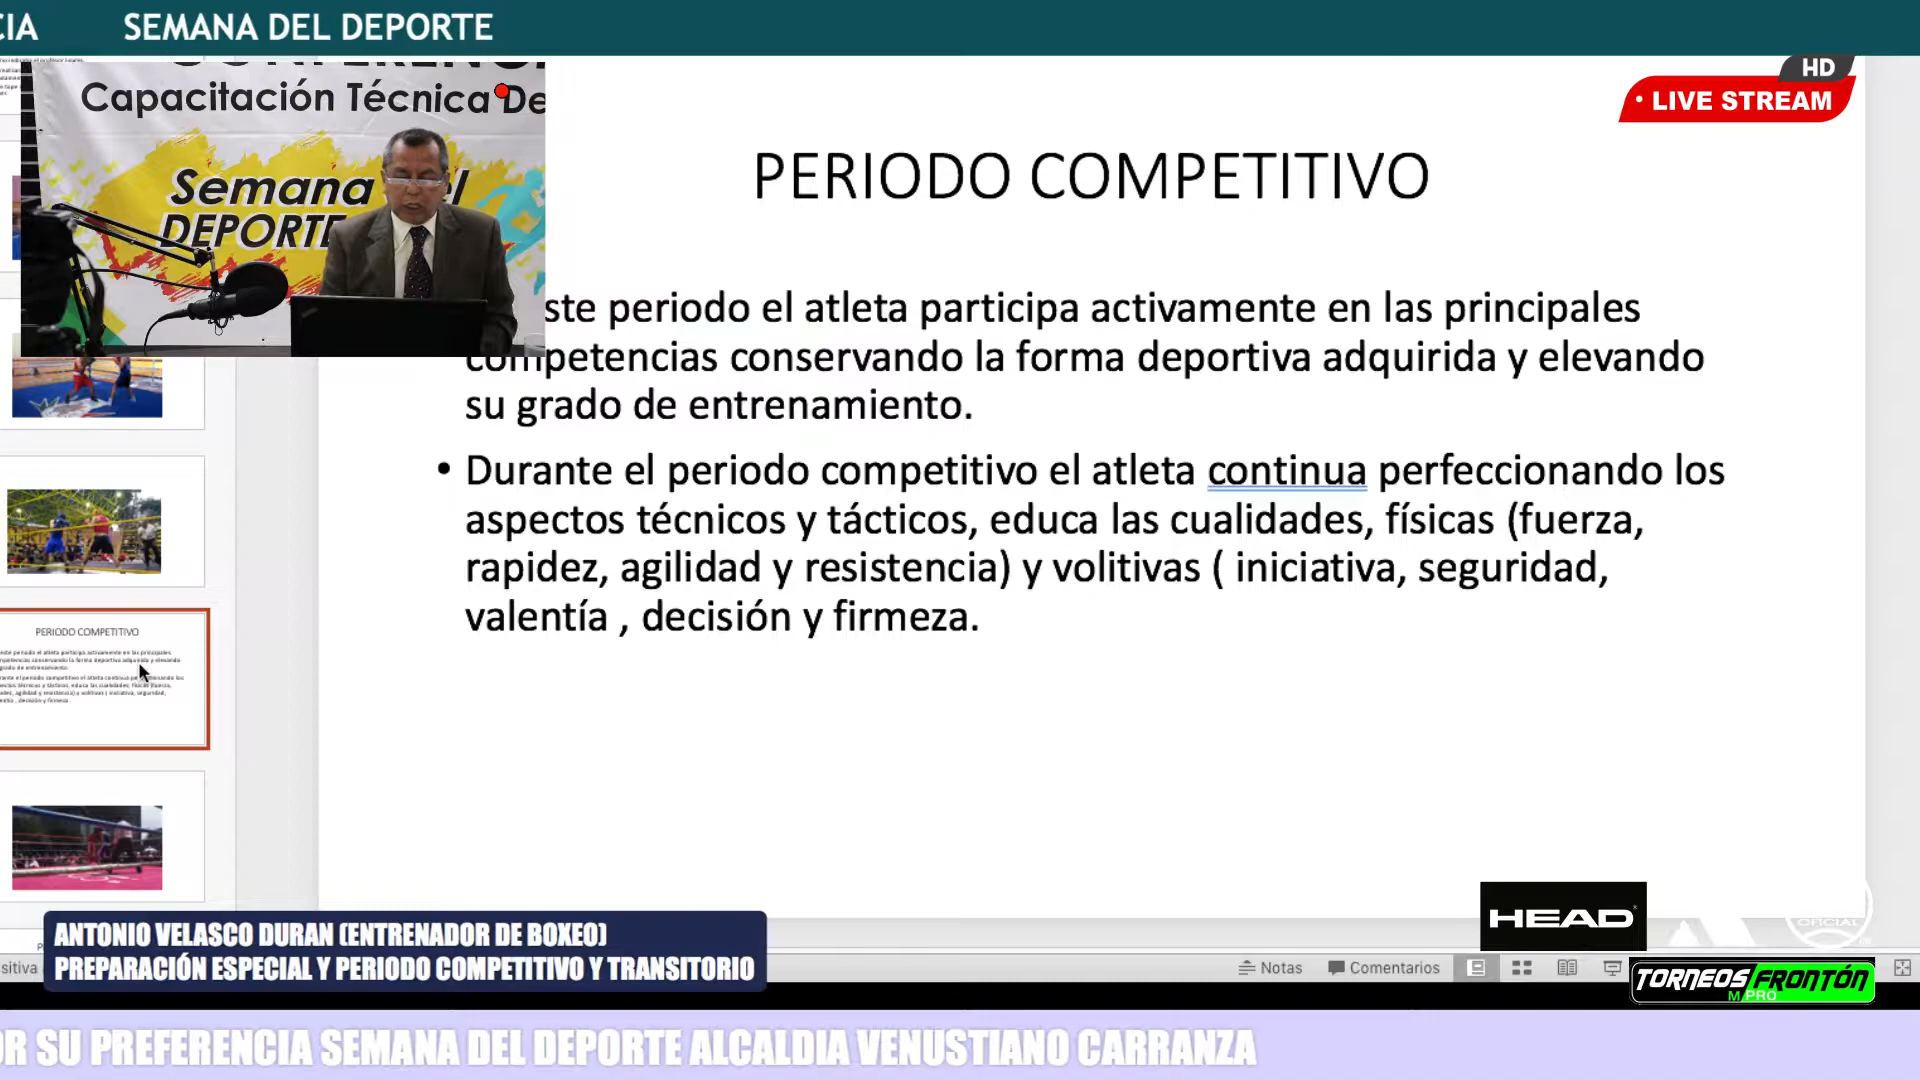 SEMANA DEL DEPORTE
Capacitación Técnica De
Semana
DEPORTE
HD
• LIVE STREAM
PERIODO COMPETITIVO
ste periodo el atleta participa activamente en las principales
competencias conservando la forma deportiva adquirida y elevando
su grado de entrenamiento.
• Durante el periodo competitivo el atleta continua perfeccionando los
aspectos técnicos y tácticos, educa las cualidades, físicas (fuerza,
rapidez, agilidad y resistencia) y volitivas ( iniciativa, seguridad,
valentía , decisión y firmeza.
PERIODO COMPETITIVO
HEAD
OFICIAL
ANTONIO VELASCO DURAN (ENTRENADOR DE BOXEO)
PREPARACIÓN ESPECIAL Y PERIODO COMPETITIVO Y TRANSITORIO
Notas
Comentarios
TORNEOS FRONTÓN
M PRO
OR SU PREFERENCIA SEMANA DEL DEPORTE ALCALDIA VENUSTIANO CARRANZA